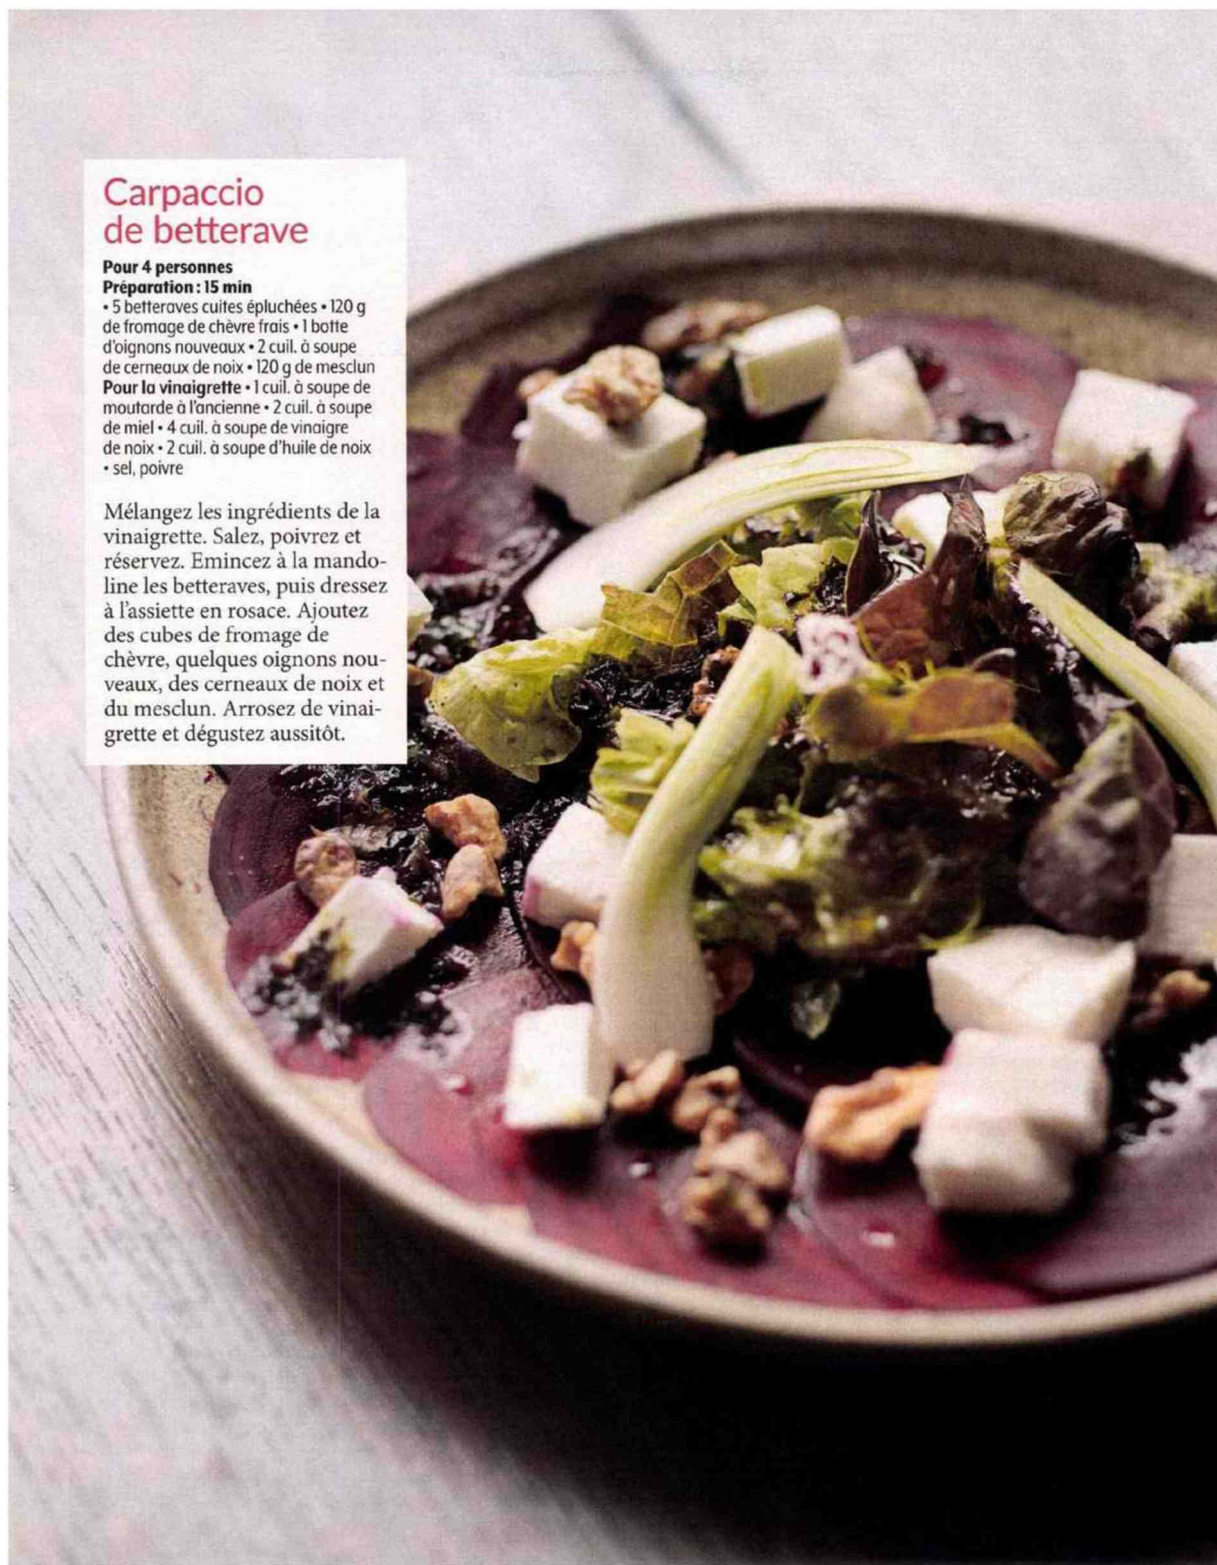 Carpaccio
de betterave
Pour 4 personnes
Préparation : 15 min
• 5 betteraves cuites épluchées • 120 g
de fromage de chèvre frais • 1 botte
d'oignons nouveaux • 2 cuil. à soupe
de cerneaux de noix • 120 g de mesclun
Pour la vinaigrette • 1 cuil. à soupe de
moutarde à l'ancienne • 2 cuil. à soupe
de miel • 4 cuil. à soupe de vinaigre
de noix • 2 cuil. à soupe d'huile de noix
• sel, poivre
Mélangez les ingrédients de la
vinaigrette. Salez, poivrez et
réservez. Emincez à la mando-
line les betteraves, puis dressez
à l'assiette en rosace. Ajoutez
des cubes de fromage de
chèvre, quelques oignons nou-
veaux, des cerneaux de noix et
du mesclun. Arrosez de vinai-
grette et dégustez aussitôt.